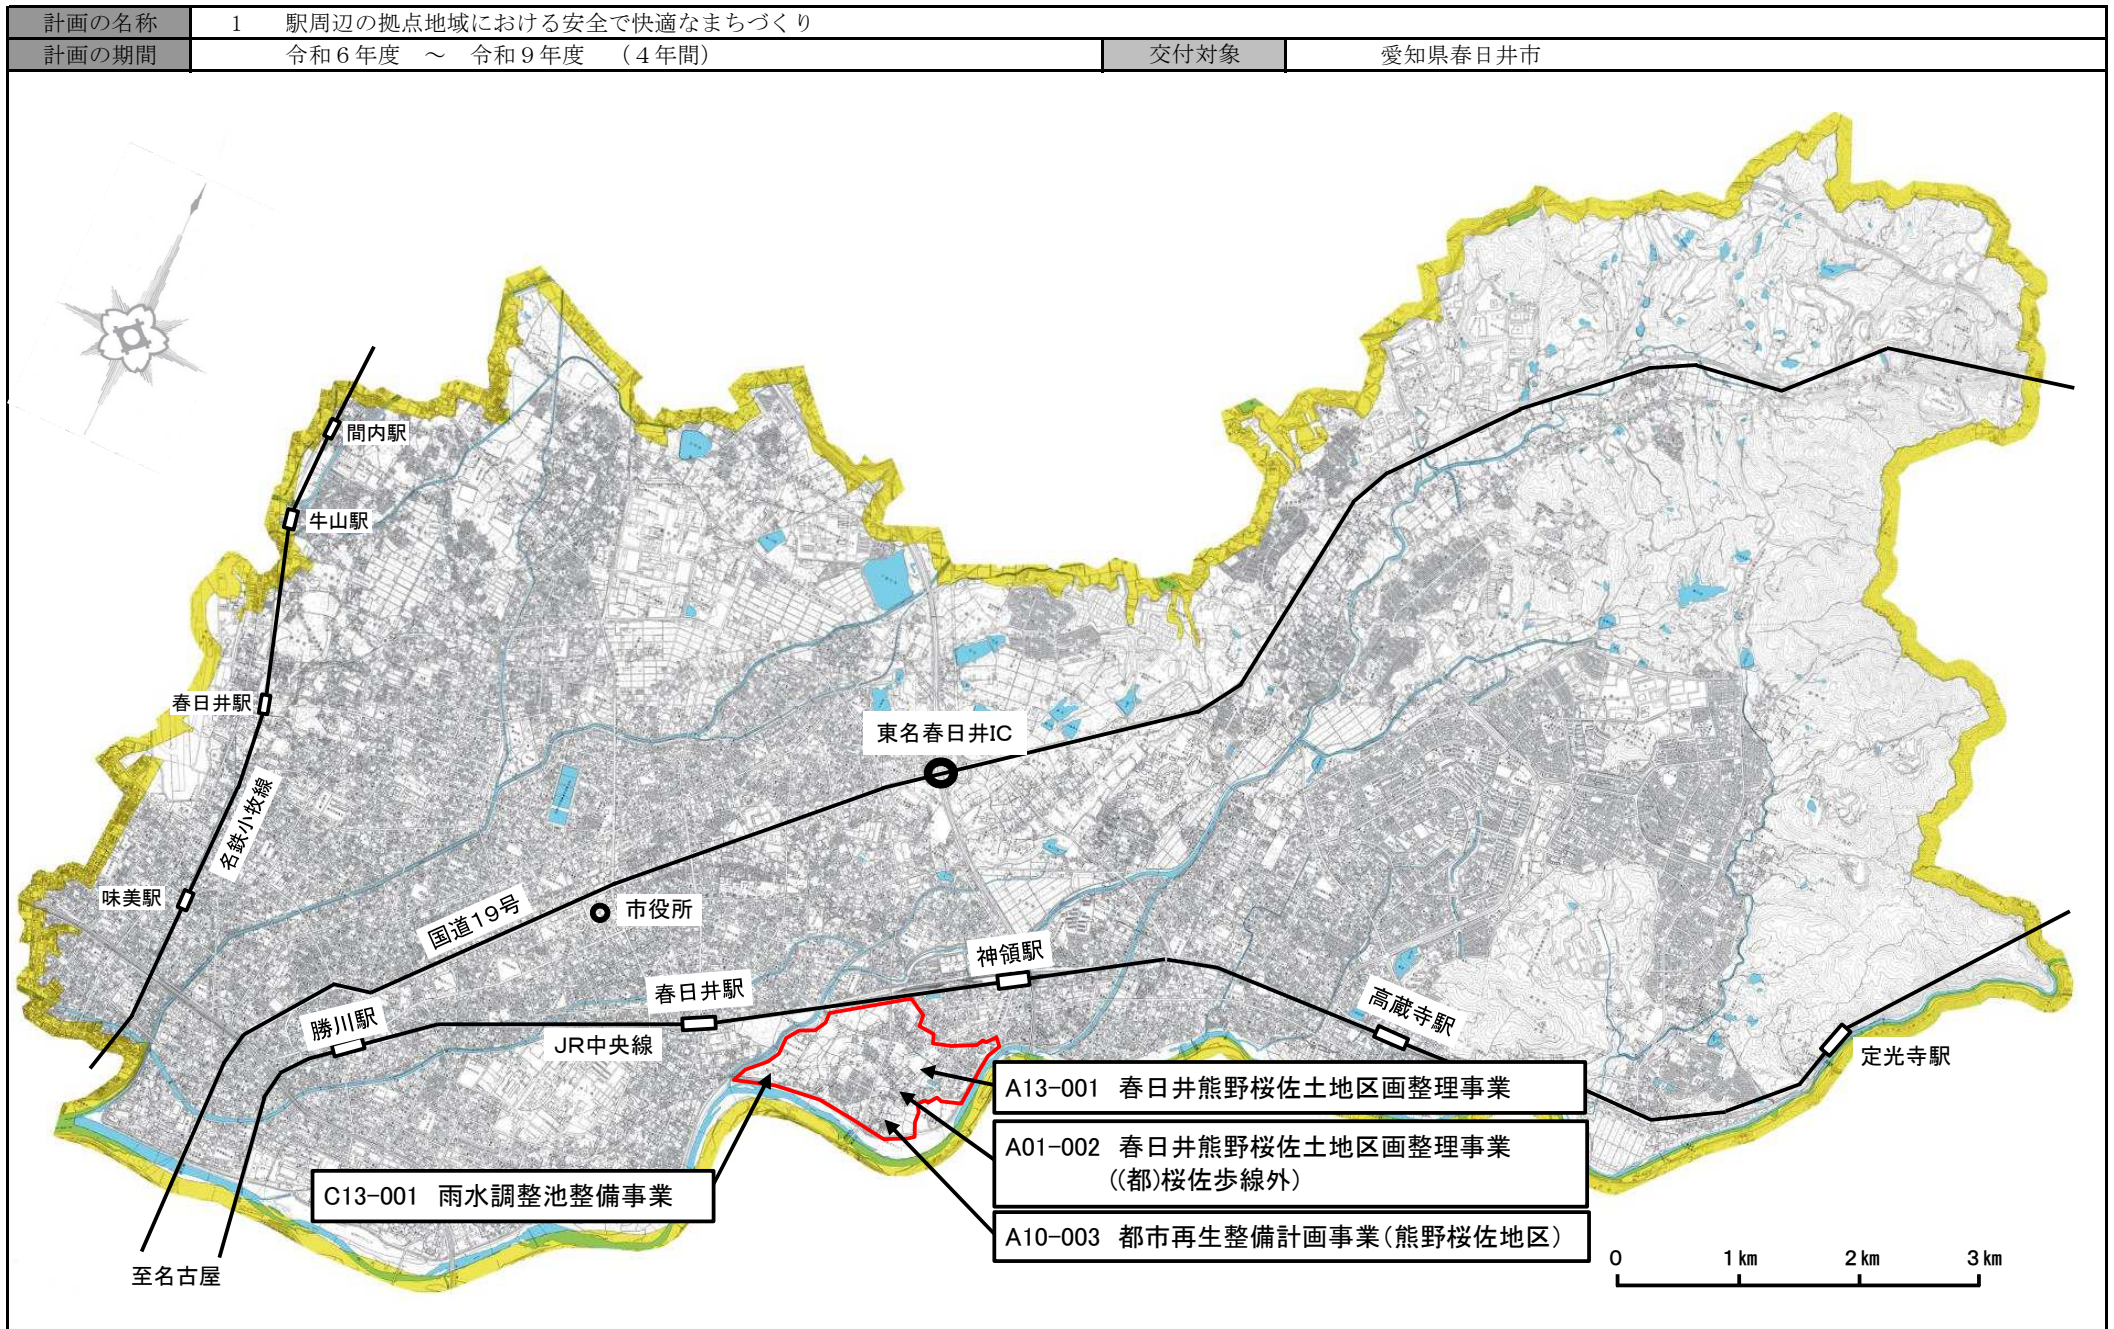 計画の名称 1 駅周辺の拠点地域における安全で快適なまちづくり
計画の期間 令和6年度 ～ 令和9年度 （4年間） 交付対象 愛知県春日井市
間内駅
牛山駅
春日井駅
東名春日井IC
名鉄小牧線
味美駅
国道19号
市役所
神領駅
春日井駅
高蔵寺駅
勝川駅
JR中央線
定光寺駅
A13-001 春日井熊野桜佐土地区画整理事業
A01-002 春日井熊野桜佐土地区画整理事業
((都)桜佐歩線外)
C13-001 雨水調整池整備事業
A10-003 都市再生整備計画事業(熊野桜佐地区)
至名古屋
0 1km 2km 3km